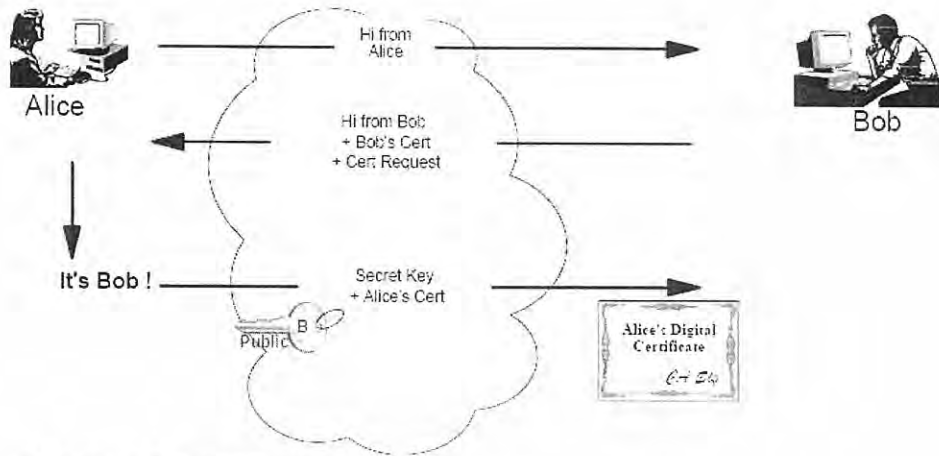 Hi from
Alice
Alice
Bob
Hi from Bob
+ Bob's Cert
+ Cert Request
It's Bob !
Secret Key
+ Alice's Cert
B
Public
Alice's Digital
Certificate